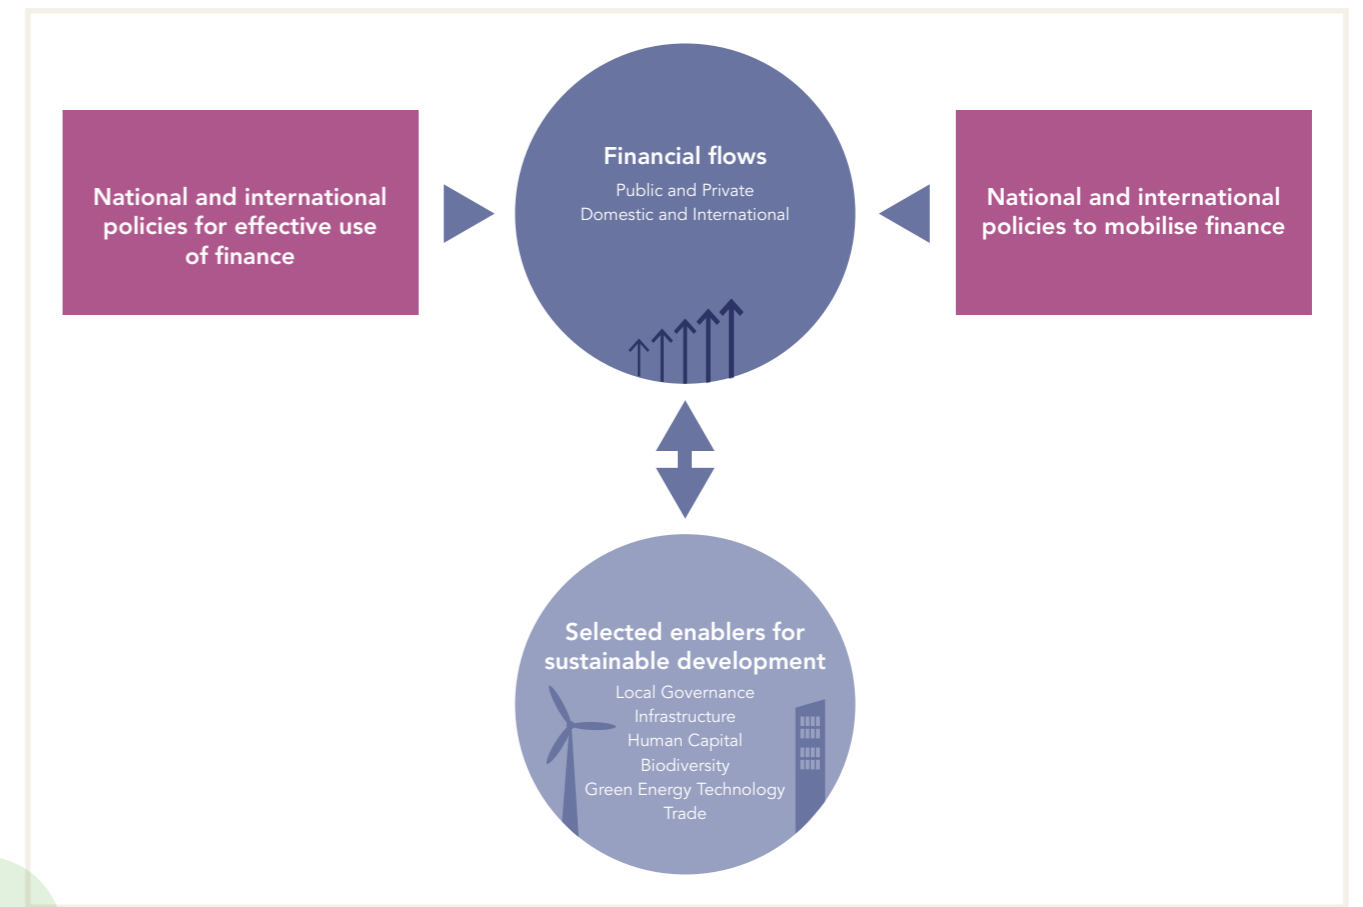 National and international
policies for effective use
of finance
Financial flows
Public and Private
Domestic and International
National and international
policies to mobilise finance
Selected enablers for
sustainable development
Local Governance
Infrastructure
Human Capital
Biodiversity
Green Energy Technology
Trade